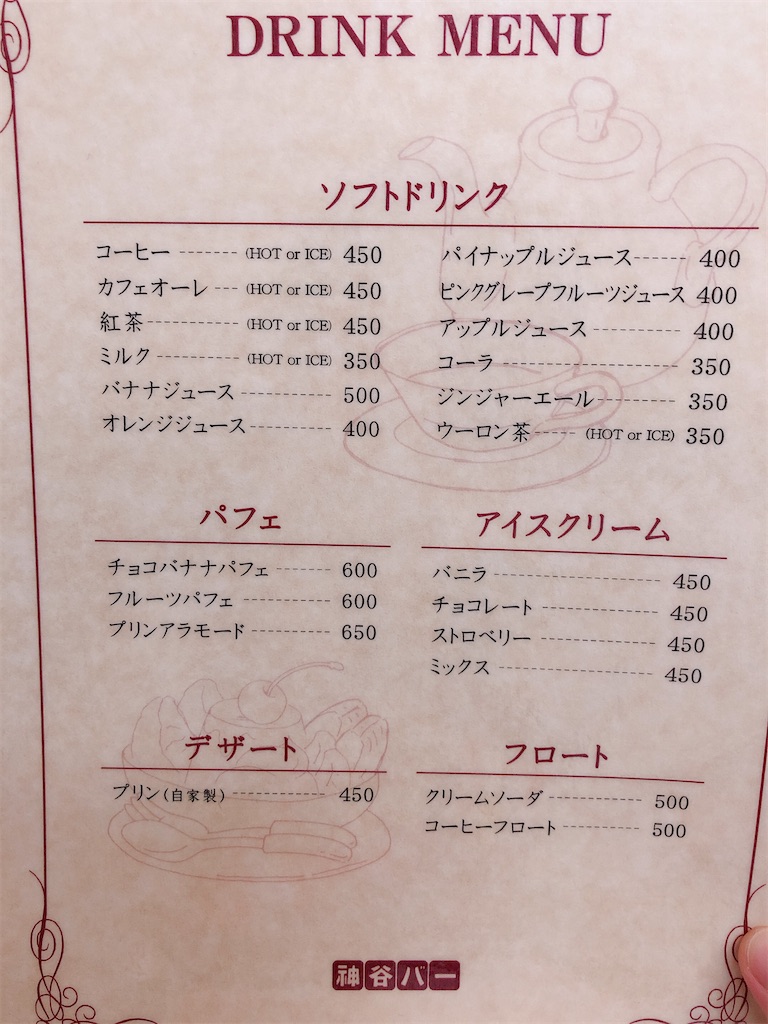 DRINK MENU
ソフトドリンク
コーヒー ------- (HOT or ICE) 450
カフェオーレ --- (HOT or ICE) 450
紅茶 ------------ (HOT or ICE) 450
ミルク ---------- (HOT or ICE) 350
バナナジュース ------------ 500
オレンジジュース ----------- 400
パイナップルジュース ------ 400
ピンクグレープフルーツジュース 400
アップルジュース ---------- 400
コーラ --------------------- 350
ジンジャーエール ----------- 350
ウーロン茶 ----- (HOT or ICE) 350
パフェ
チョコバナナパフェ ------- 600
フルーツパフェ ----------- 600
プリンアラモード ---------- 650
アイスクリーム
バニラ --------------------- 450
チョコレート --------------- 450
ストロベリー --------------- 450
ミックス ------------------- 450
デザート
プリン(自家製) ------------ 450
フロート
クリームソーダ ------------ 500
コーヒーフロート ---------- 500
神谷バー